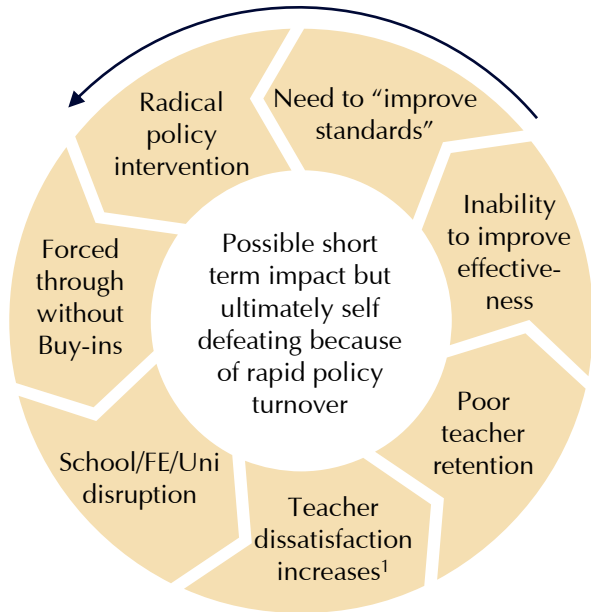 Need to “improve
standards”
Radical
policy
intervention
Forced
through
without
Buy-ins
School/FE/Uni
disruption
Teacher
dissatisfaction
increases¹
Poor
teacher
retention
Inability
to improve
effective-
ness
Possible short
term impact but
ultimately self
defeating because
of rapid policy
turnover